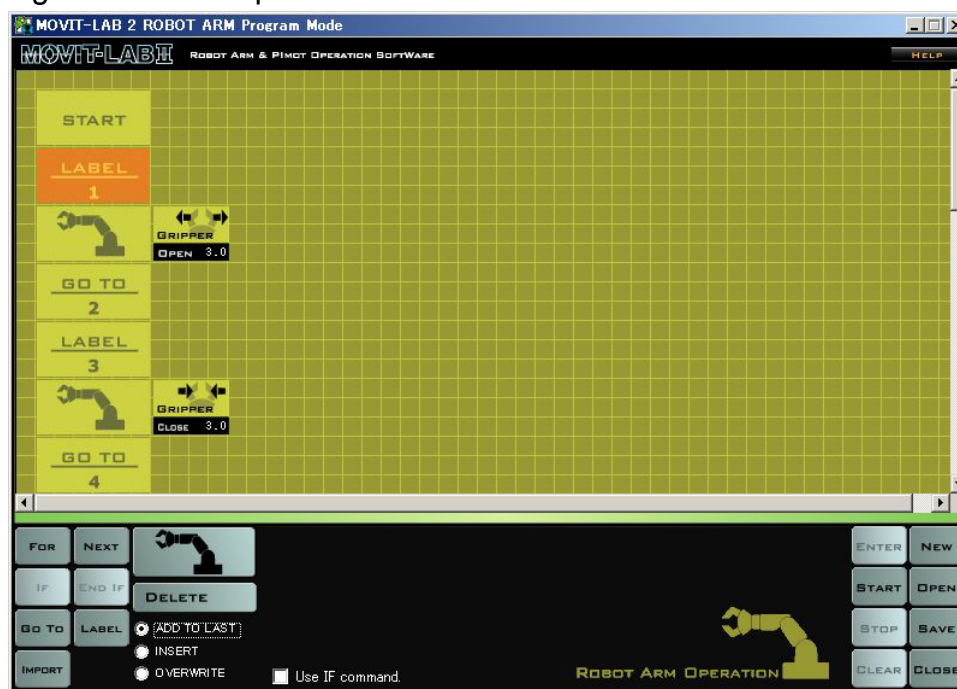 MOVIT-LAB 2 ROBOT ARM Program Mode
MOVIT-LAB II ROBOT ARM & PIMOT OPERATION SOFTWARE
HELP
START
LABEL
1
GRIPPER
OPEN 3.0
GO TO
2
LABEL
3
GRIPPER
CLOSE 3.0
GO TO
4
FOR NEXT
IF END IF
DELETE
GO TO LABEL
ADD TO LAST
INSERT
IMPORT
OVERWRITE
Use IF command.
ROBOT ARM OPERATION
ENTER NEW
START OPEN
STOP SAVE
CLEAR CLOSE